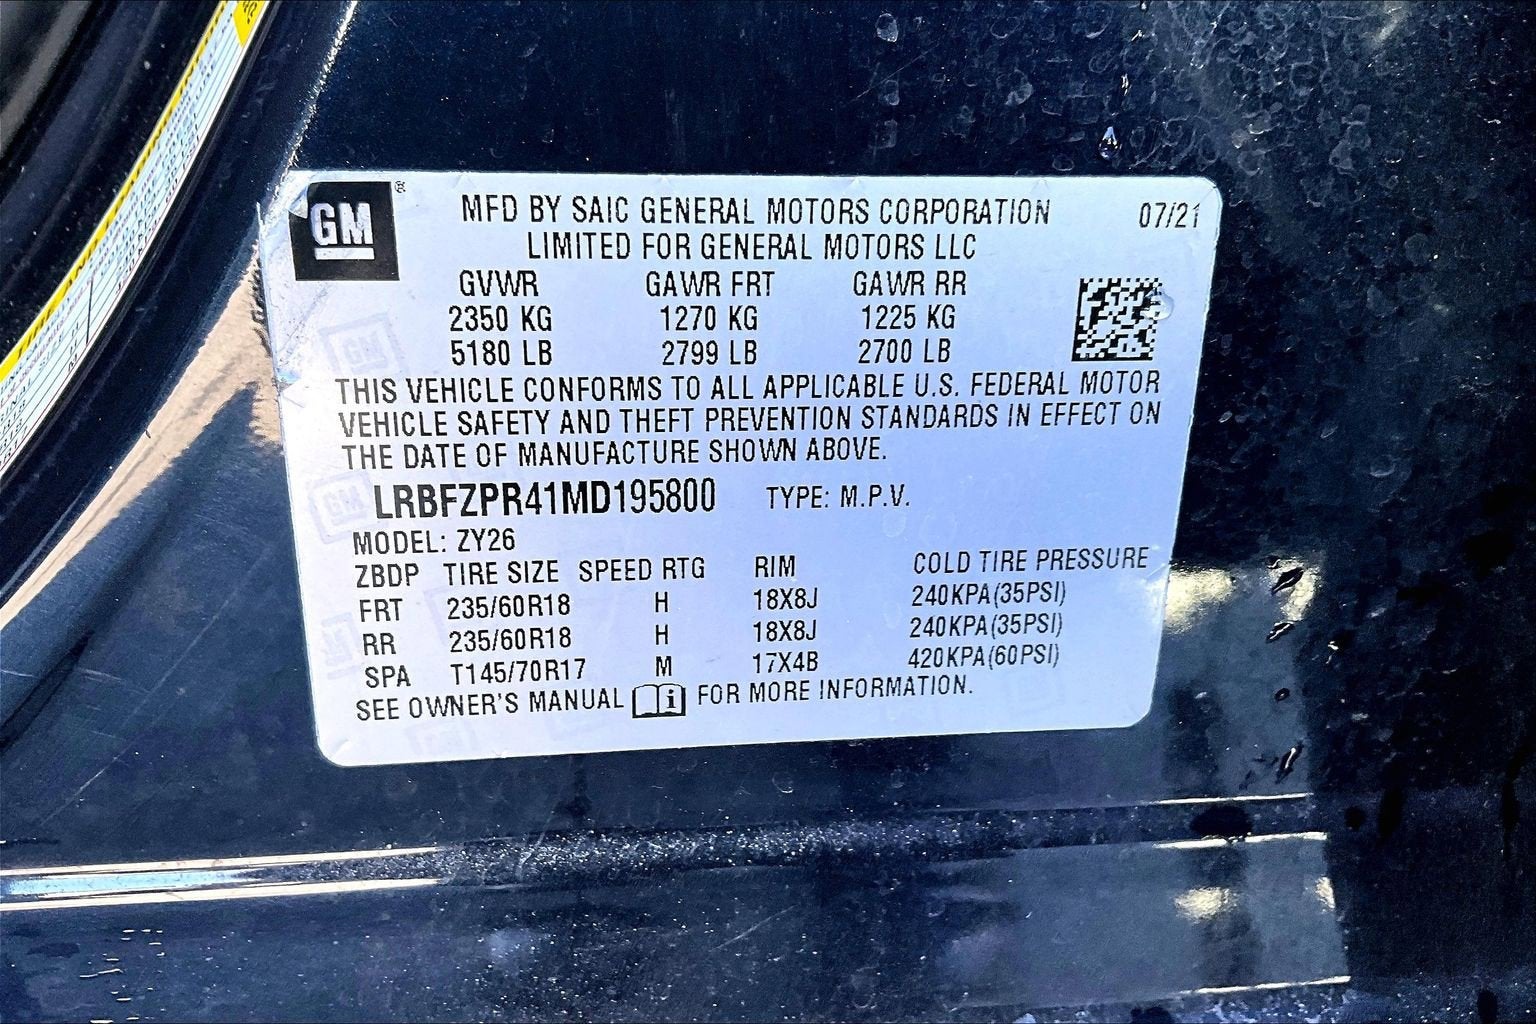 GM ®
MFD BY SAIC GENERAL MOTORS CORPORATION 07/21
LIMITED FOR GENERAL MOTORS LLC
GVWR GAWR FRT GAWR RR
2350 KG 1270 KG 1225 KG
5180 LB 2799 LB 2700 LB
THIS VEHICLE CONFORMS TO ALL APPLICABLE U.S. FEDERAL MOTOR
VEHICLE SAFETY AND THEFT PREVENTION STANDARDS IN EFFECT ON
THE DATE OF MANUFACTURE SHOWN ABOVE.
LRBFZPR41MD195800 TYPE: M.P.V.
MODEL: ZY26
ZBDP TIRE SIZE SPEED RTG RIM COLD TIRE PRESSURE
FRT 235/60R18 H 18X8J 240KPA(35PSI)
RR 235/60R18 H 18X8J 240KPA(35PSI)
SPA T145/70R17 M 17X4B 420KPA(60PSI)
SEE OWNER'S MANUAL i FOR MORE INFORMATION.